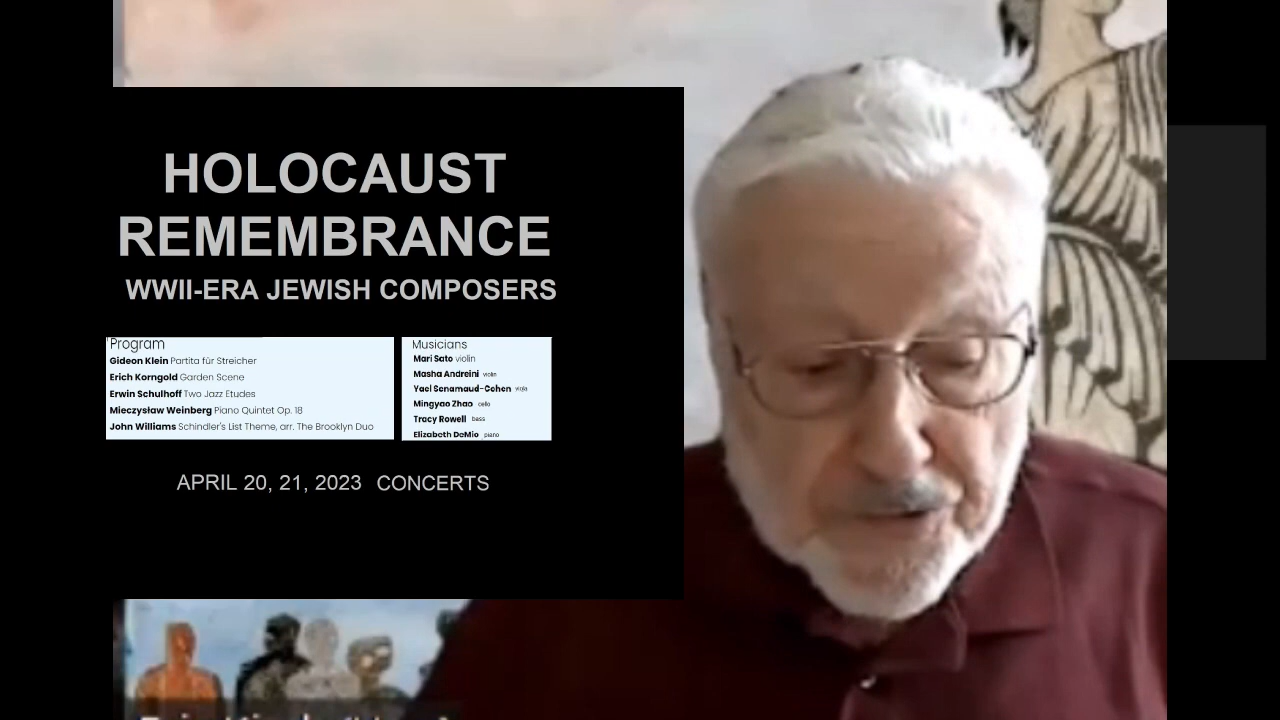 HOLOCAUST
REMEMBRANCE
WWII-ERA JEWISH COMPOSERS
Program
Gideon Klein Partita für Streicher
Erich Korngold Garden Scene
Erwin Schulhoff Two Jazz Etudes
Mieczysław Weinberg Piano Quintet Op. 18
John Williams Schindler's List Theme, arr. The Brooklyn Duo
Musicians
Mari Sato violin
Masha Andreini violin
Yael Senamaud-Cohen viola
Mingyao Zhao cello
Tracy Rowell bass
Elizabeth DeMio piano
APRIL 20, 21, 2023 CONCERTS